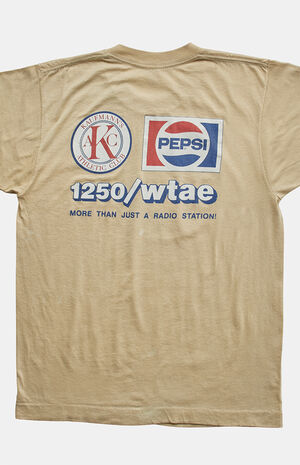 KAUFMANN'S
AKC
ATHLETIC CLUB
PEPSI
1250/wtae
MORE THAN JUST A RADIO STATION!